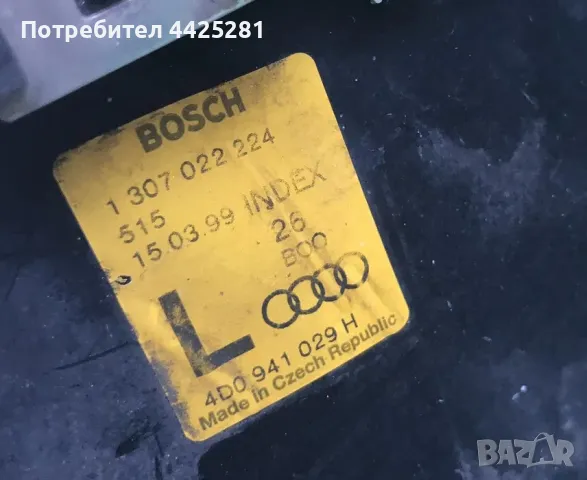 Потребител 4425281
BOSCH
1 307 022 224
515
15.03.99 INDEX
26
BOO
L
4D0 941 029 H
Made in Czech Republic
BAZAR